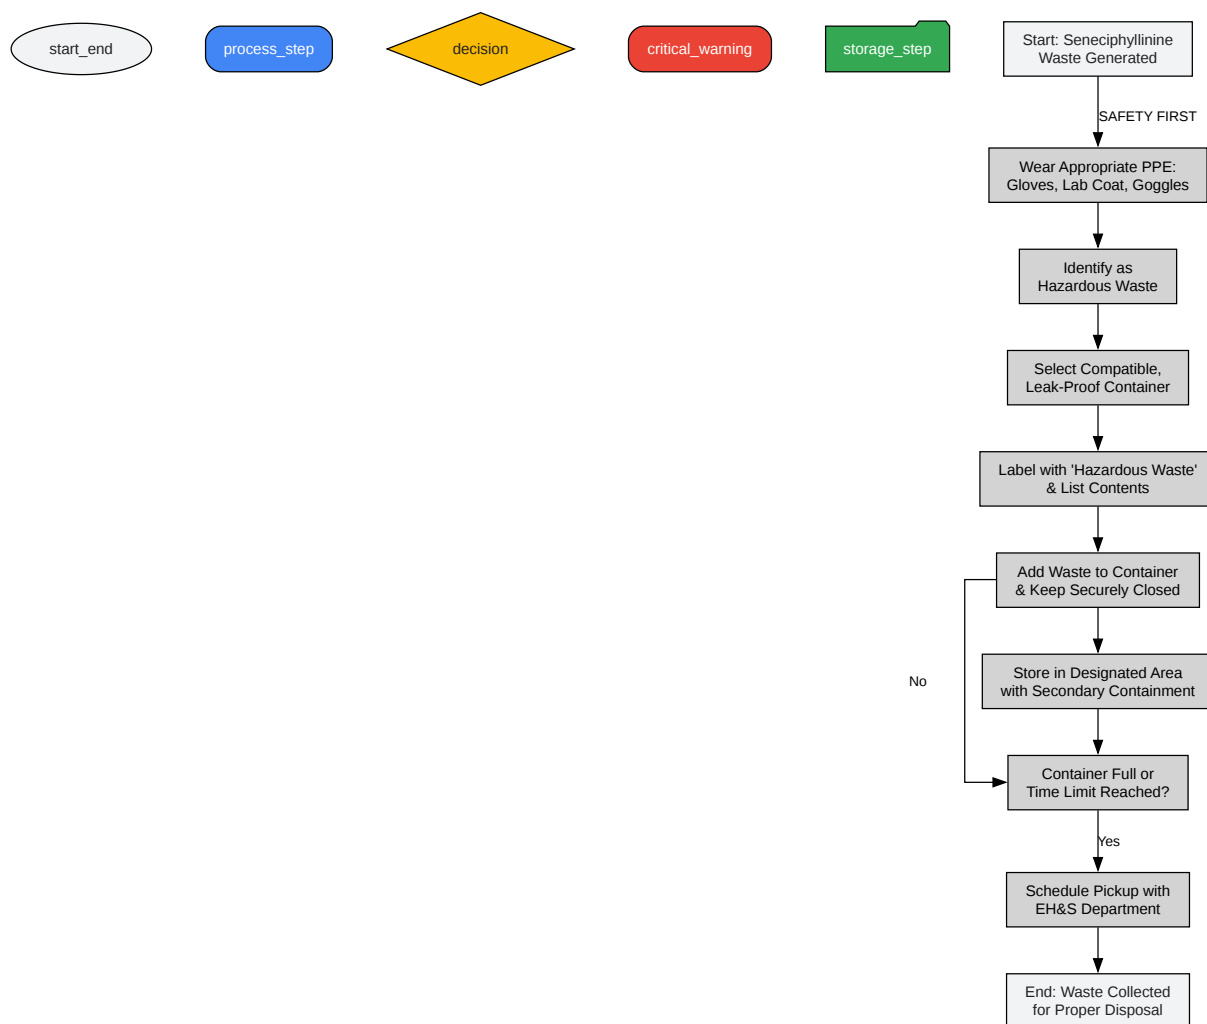 start_end
process_step
decision
critical_warning
storage_step
Start: Seneciphyllinine
Waste Generated
SAFETY FIRST
Wear Appropriate PPE:
Gloves, Lab Coat, Goggles
Identify as
Hazardous Waste
Select Compatible,
Leak-Proof Container
Label with 'Hazardous Waste'
& List Contents
Add Waste to Container
& Keep Securely Closed
Store in Designated Area
with Secondary Containment
No
Container Full or
Time Limit Reached?
Yes
Schedule Pickup with
EH&S Department
End: Waste Collected
for Proper Disposal